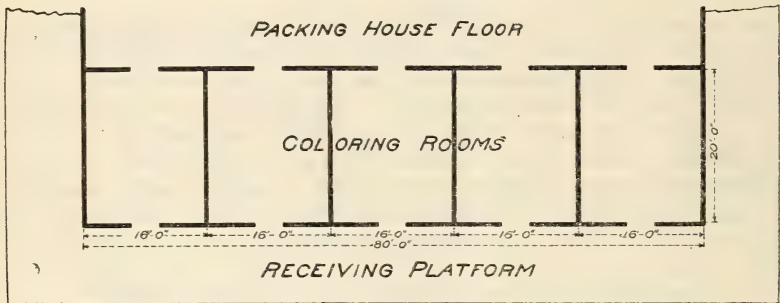 PACKING HOUSE FLOOR
COLORING ROOMS
20'-0"
16'-0" 16'-0" 16'-0" 16'-0" 16'-0"
80'-0"
RECEIVING PLATFORM